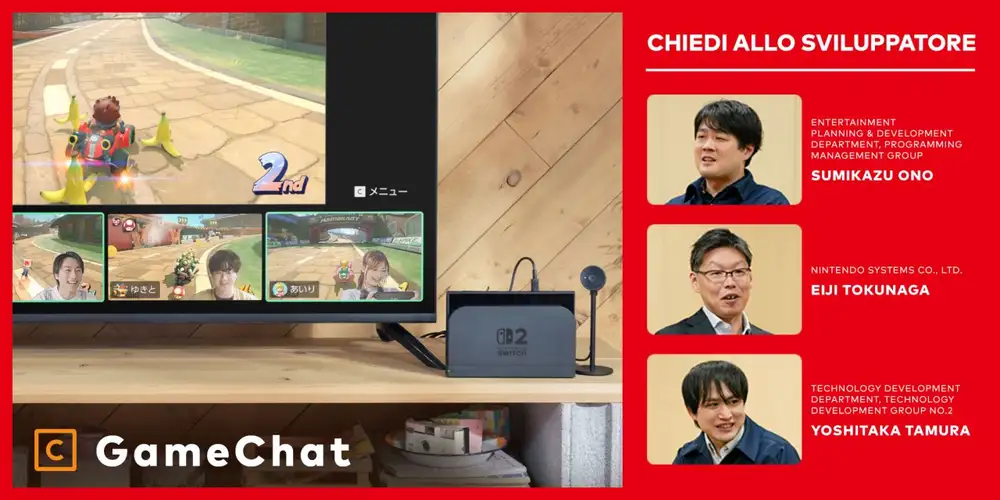 2nd
C メニュー
ゆきと
あいり
2
SWITCH
C GameChat
CHIEDI ALLO SVILUPPATORE
ENTERTAINMENT
PLANNING & DEVELOPMENT
DEPARTMENT, PROGRAMMING
MANAGEMENT GROUP
SUMIKAZU ONO
NINTENDO SYSTEMS CO., LTD.
EIJI TOKUNAGA
TECHNOLOGY DEVELOPMENT
DEPARTMENT, TECHNOLOGY
DEVELOPMENT GROUP NO.2
YOSHITAKA TAMURA